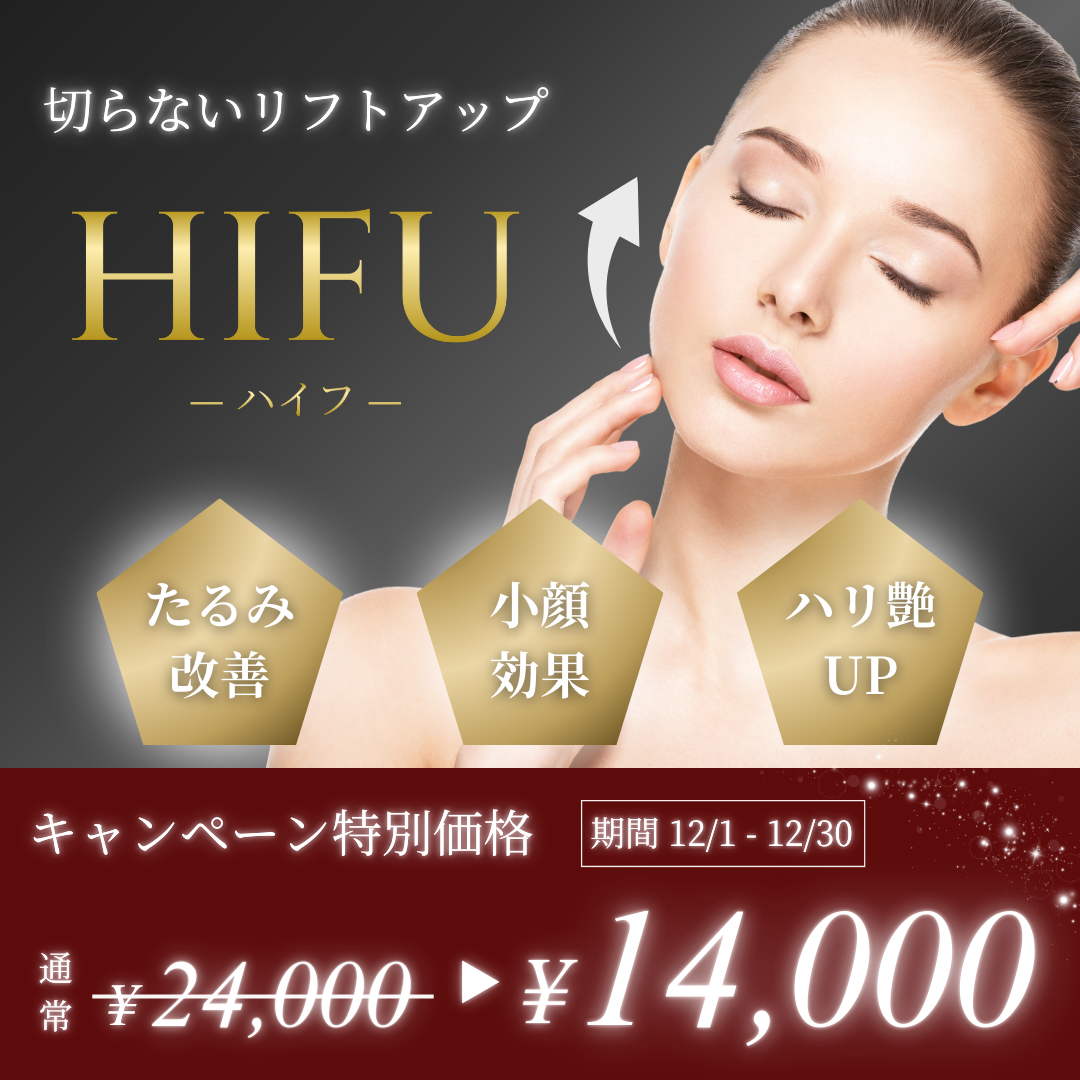 切らないリフトアップ
HIFU
― ハイフ ―
たるみ
改善
小顔
効果
ハリ艶
UP
キャンペーン特別価格
期間 12/1 - 12/30
通常
¥24,000
¥14,000